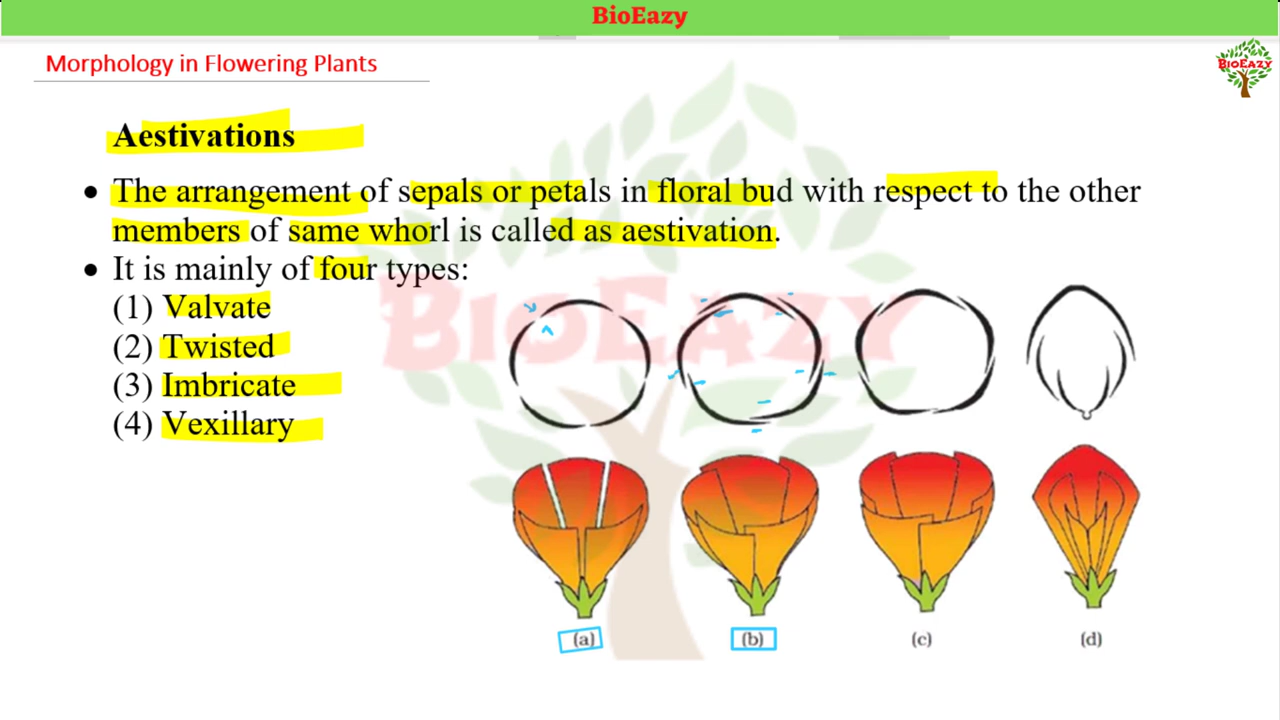 BioEazy
Morphology in Flowering Plants
BIOEAZY
Aestivations
• The arrangement of sepals or petals in floral bud with respect to the other
members of same whorl is called as aestivation.
• It is mainly of four types:
(1) Valvate
(2) Twisted
(3) Imbricate
(4) Vexillary
BIOEAZY
(a) (b) (c) (d)